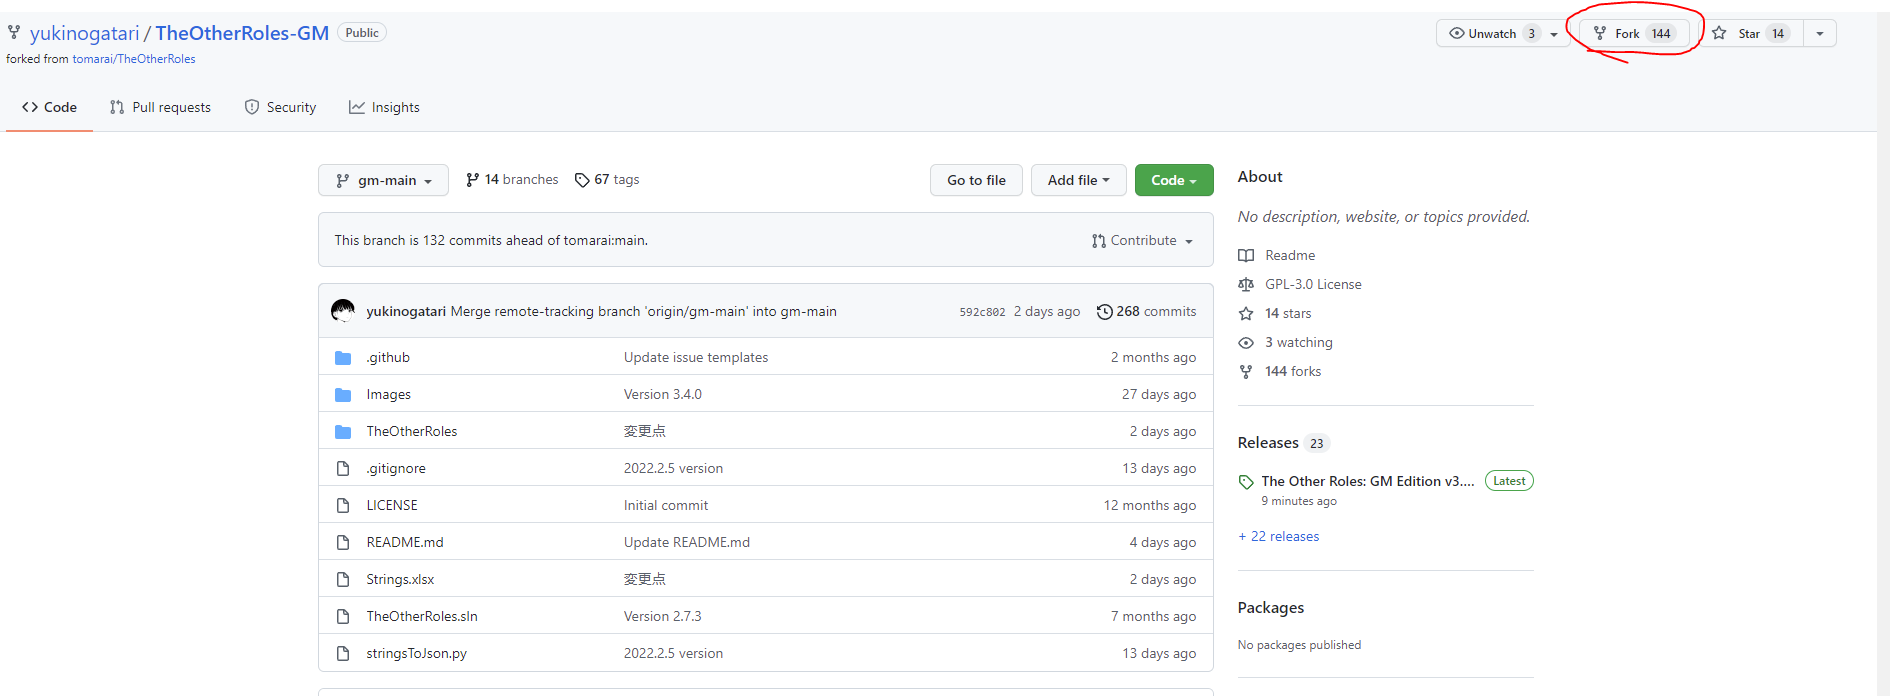 yukinogatari / TheOtherRoles-GM Public
Unwatch 3 Fork 144 Star 14
forked from tomarai/TheOtherRoles
Code Pull requests Security Insights
gm-main 14 branches 67 tags Go to file Add file Code
This branch is 132 commits ahead of tomarai:main. Contribute
yukinogatari Merge remote-tracking branch 'origin/gm-main' into gm-main 592c802 2 days ago 268 commits
.github Update issue templates 2 months ago
Images Version 3.4.0 27 days ago
TheOtherRoles 変更点 2 days ago
.gitignore 2022.2.5 version 13 days ago
LICENSE Initial commit 12 months ago
README.md Update README.md 4 days ago
Strings.xlsx 変更点 2 days ago
TheOtherRoles.sln Version 2.7.3 7 months ago
stringsToJson.py 2022.2.5 version 13 days ago
About
No description, website, or topics provided.
Readme
GPL-3.0 License
14 stars
3 watching
144 forks
Releases 23
The Other Roles: GM Edition v3.... Latest
9 minutes ago
+ 22 releases
Packages
No packages published